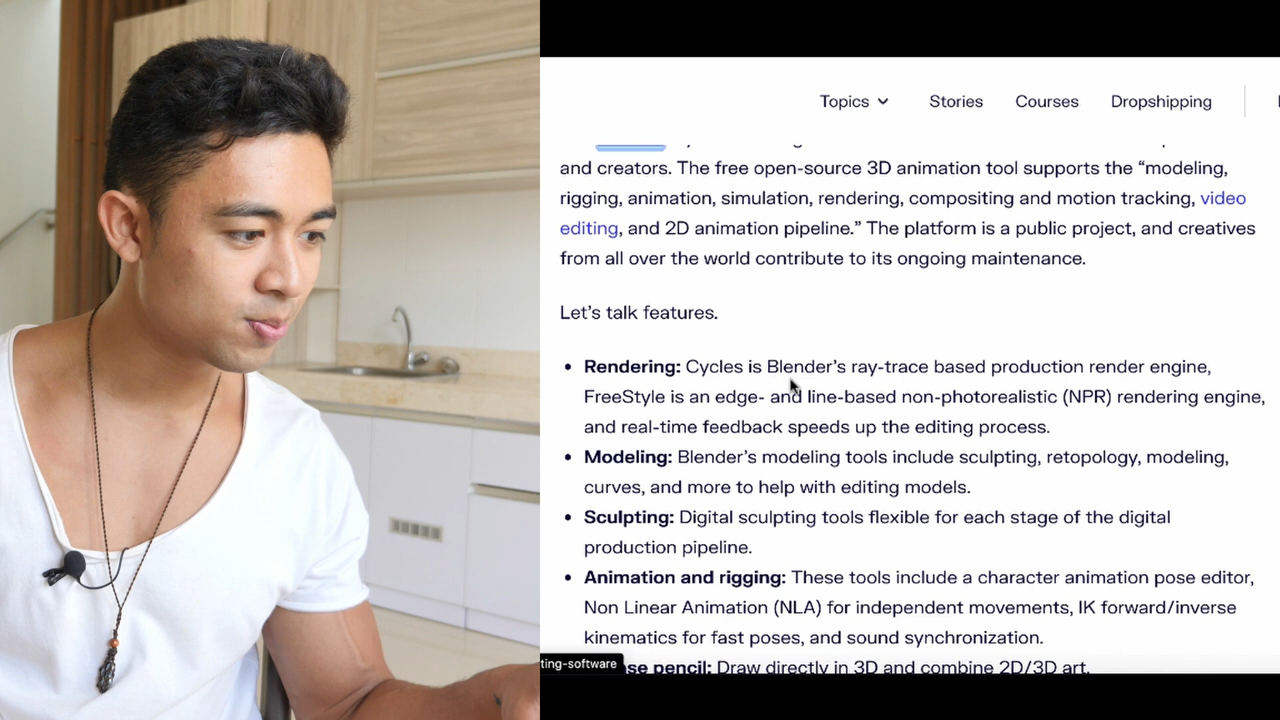 Topics Stories Courses Dropshipping
and creators. The free open-source 3D animation tool supports the “modeling,
rigging, animation, simulation, rendering, compositing and motion tracking, video
editing, and 2D animation pipeline.” The platform is a public project, and creatives
from all over the world contribute to its ongoing maintenance.
Let’s talk features.
• Rendering: Cycles is Blender’s ray-trace based production render engine,
FreeStyle is an edge- and line-based non-photorealistic (NPR) rendering engine,
and real-time feedback speeds up the editing process.
• Modeling: Blender’s modeling tools include sculpting, retopology, modeling,
curves, and more to help with editing models.
• Sculpting: Digital sculpting tools flexible for each stage of the digital
production pipeline.
• Animation and rigging: These tools include a character animation pose editor,
Non Linear Animation (NLA) for independent movements, IK forward/inverse
kinematics for fast poses, and sound synchronization.
ting-software
pencil: Draw directly in 3D and combine 2D/3D art.